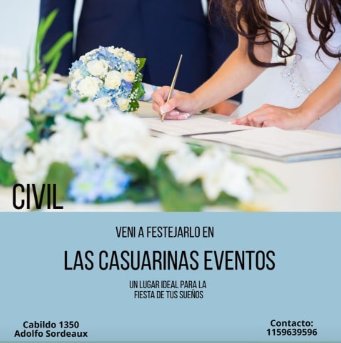 CIVIL
VENI A FESTEJARLO EN
LAS CASUARINAS EVENTOS
UN LUGAR IDEAL PARA LA
FIESTA DE TUS SUEÑOS
Cabildo 1350
Adolfo Sordeaux
Contacto:
1159639596